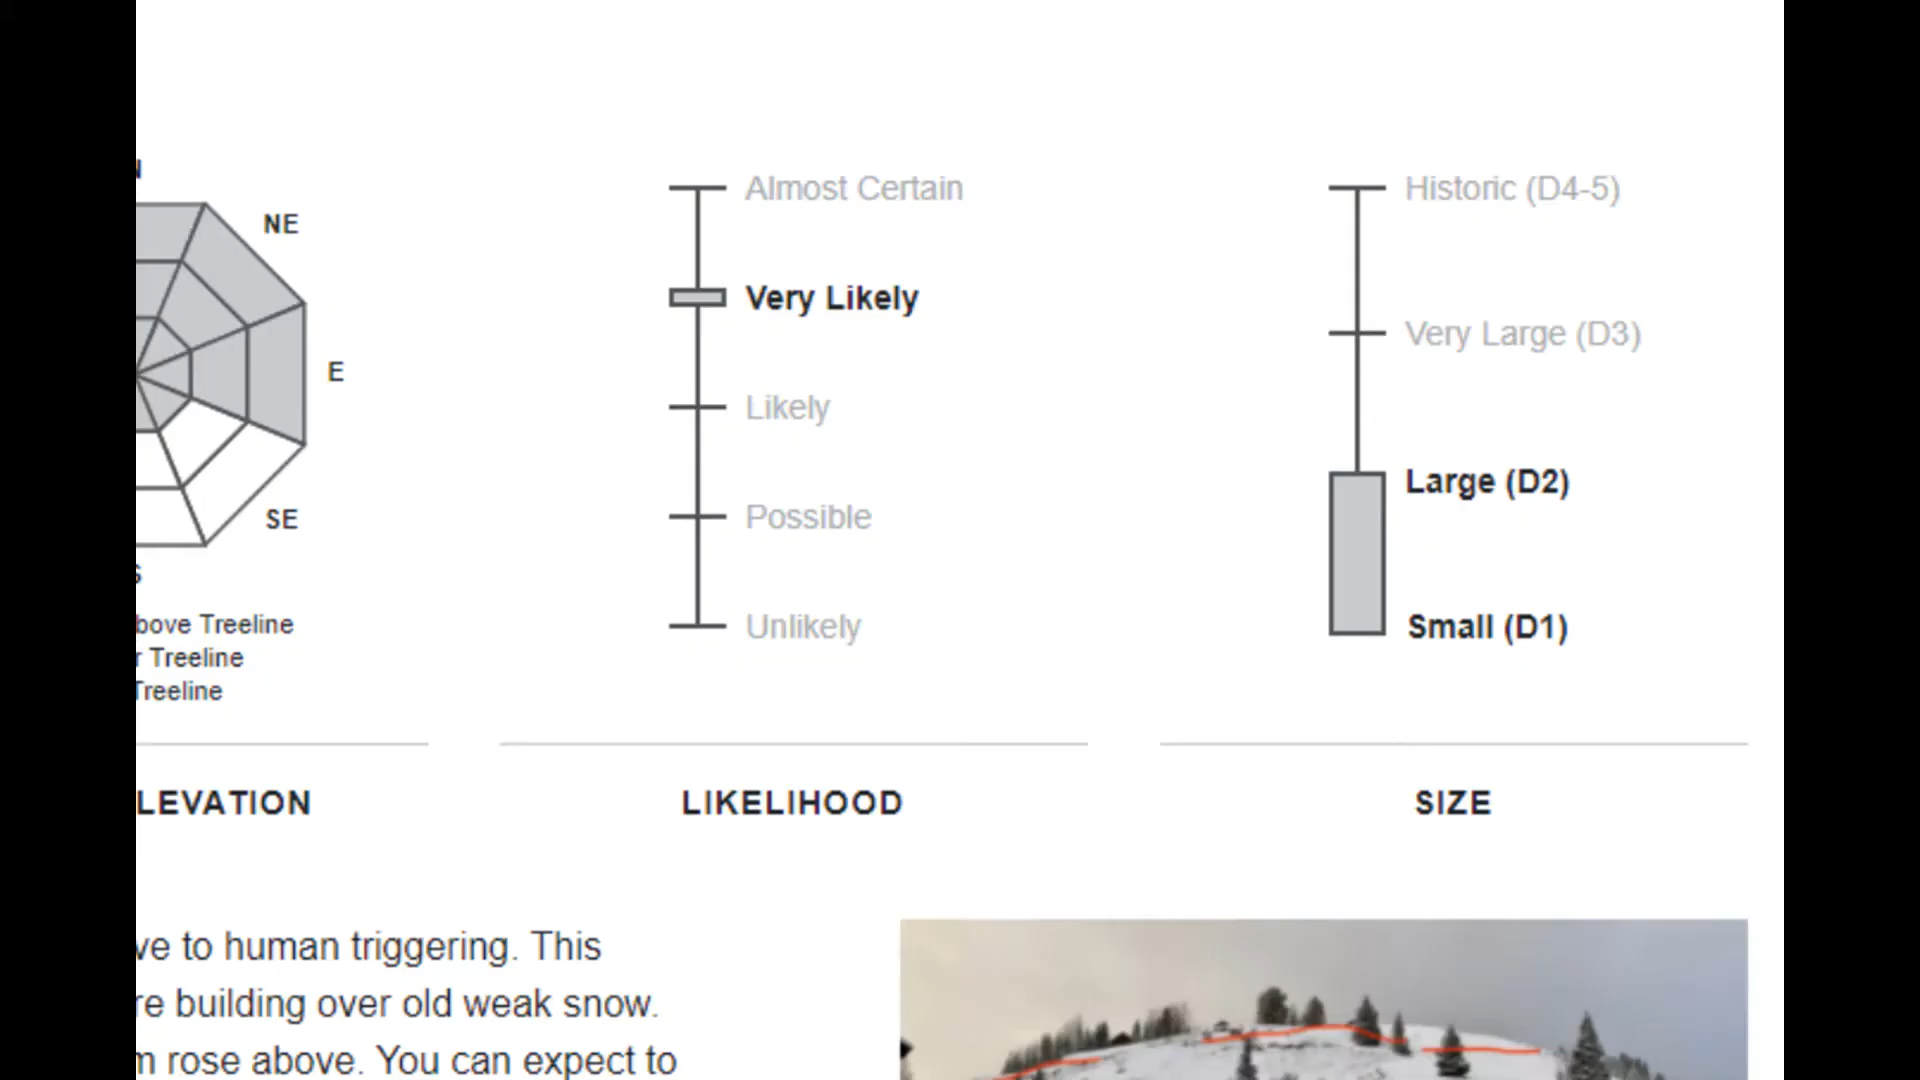 N
NE
E
SE
S
bove Treeline
r Treeline
Treeline
LEVATION
Almost Certain
Very Likely
Likely
Possible
Unlikely
LIKELIHOOD
Historic (D4-5)
Very Large (D3)
Large (D2)
Small (D1)
SIZE
ve to human triggering. This
re building over old weak snow.
m rose above. You can expect to